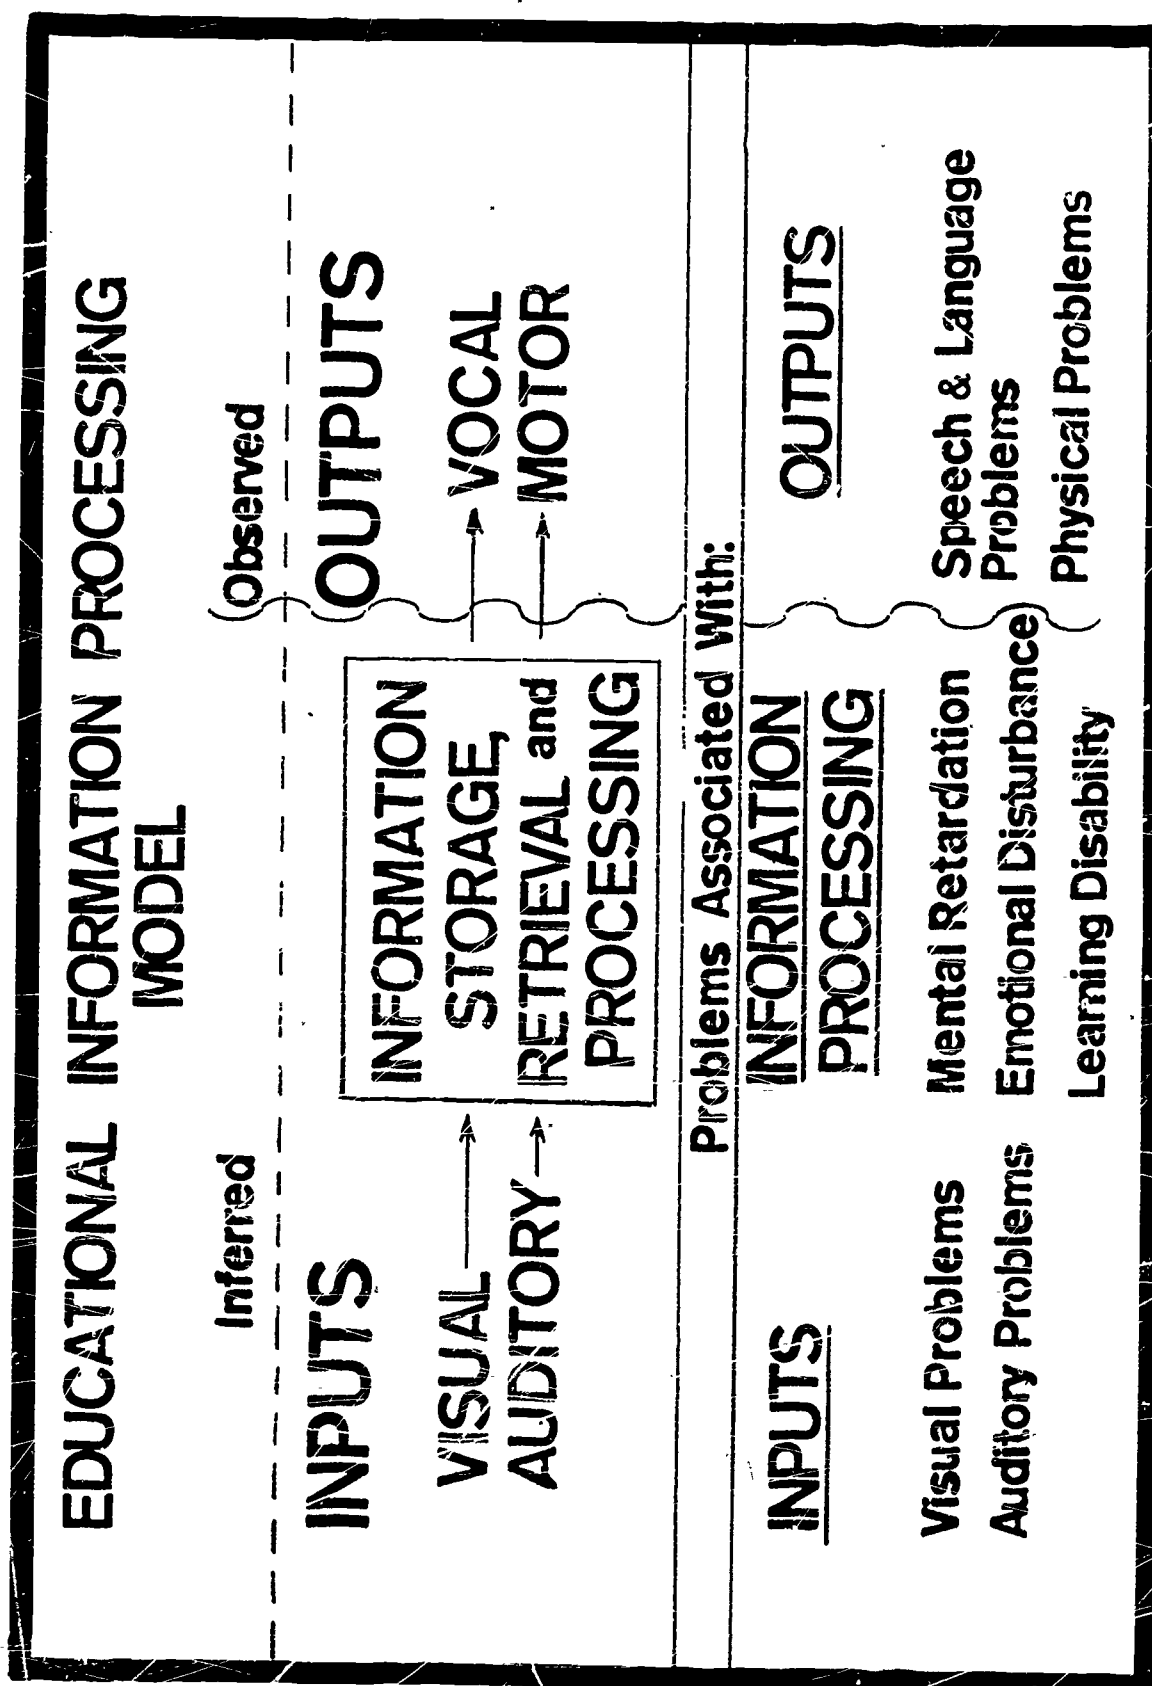 EDUCATIONAL INFORMATION PROCESSING
MODEL
Inferred Observed
INPUTS OUTPUTS
INFORMATION
STORAGE,
RETRIEVAL and
PROCESSING
VISUAL
AUDITORY
VOCAL
MOTOR
Problems Associated With:
INPUTS
INFORMATION
PROCESSING
OUTPUTS
Visual Problems
Auditory Problems
Mental Retardation
Emotional Disturbance
Learning Disability
Speech & Language
Problems
Physical Problems